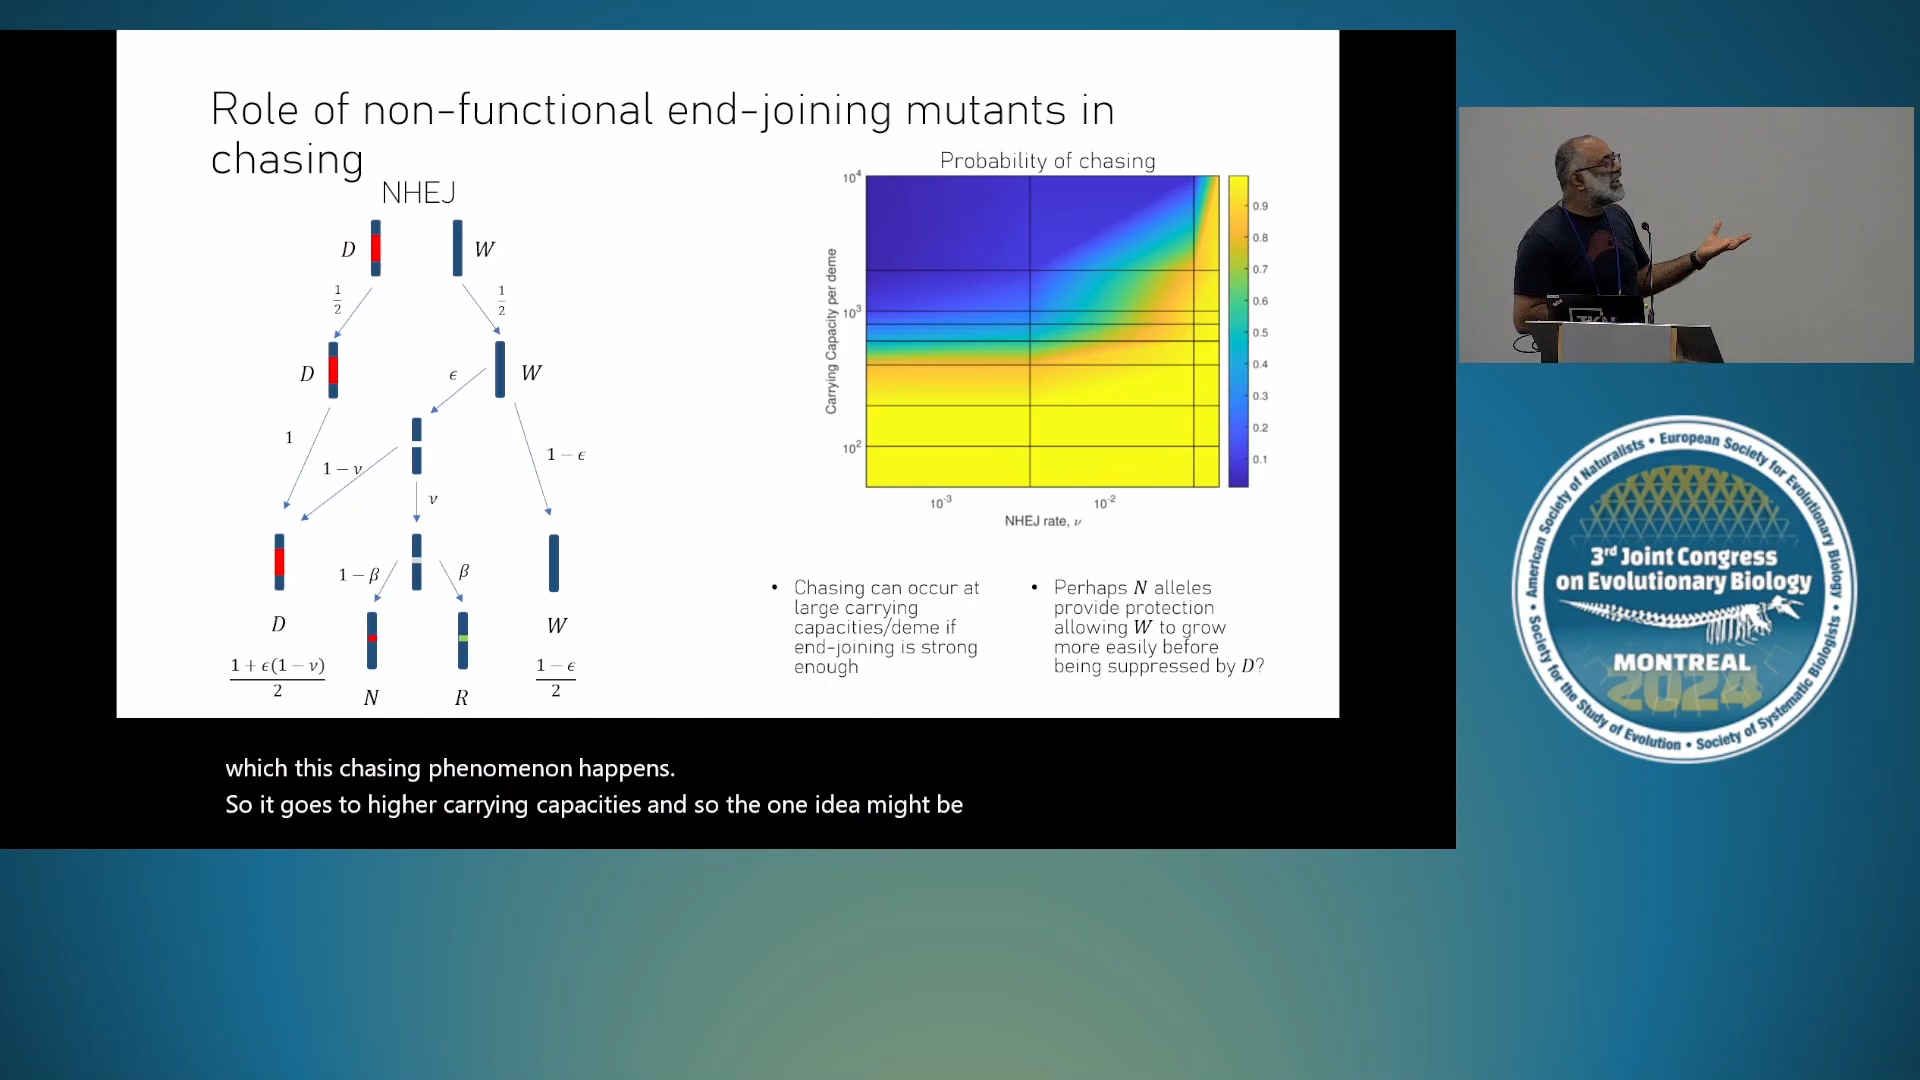 Role of non-functional end-joining mutants in
chasing
NHEJ
D
W
1/2
1/2
D
W
ϵ
1
1 − ν
1 − ϵ
ν
1 − β
β
D
W
(1 + ϵ(1 − ν))/2
(1 − ϵ)/2
N
R
Probability of chasing
Carrying Capacity per deme
10⁴
10³
10²
10⁻³
10⁻²
NHEJ rate, ν
0.9
0.8
0.7
0.6
0.5
0.4
0.3
0.2
0.1
• Chasing can occur at
large carrying
capacities/deme if
end-joining is strong
enough
• Perhaps N alleles
provide protection
allowing W to grow
more easily before
being suppressed by D?
which this chasing phenomenon happens.
So it goes to higher carrying capacities and so the one idea might be
American Society of Naturalists • European Society for Evolutionary Biology •
Society for the Study of Evolution • Society of Systematic Biologists •
3rd Joint Congress
on Evolutionary Biology
MONTREAL
2024